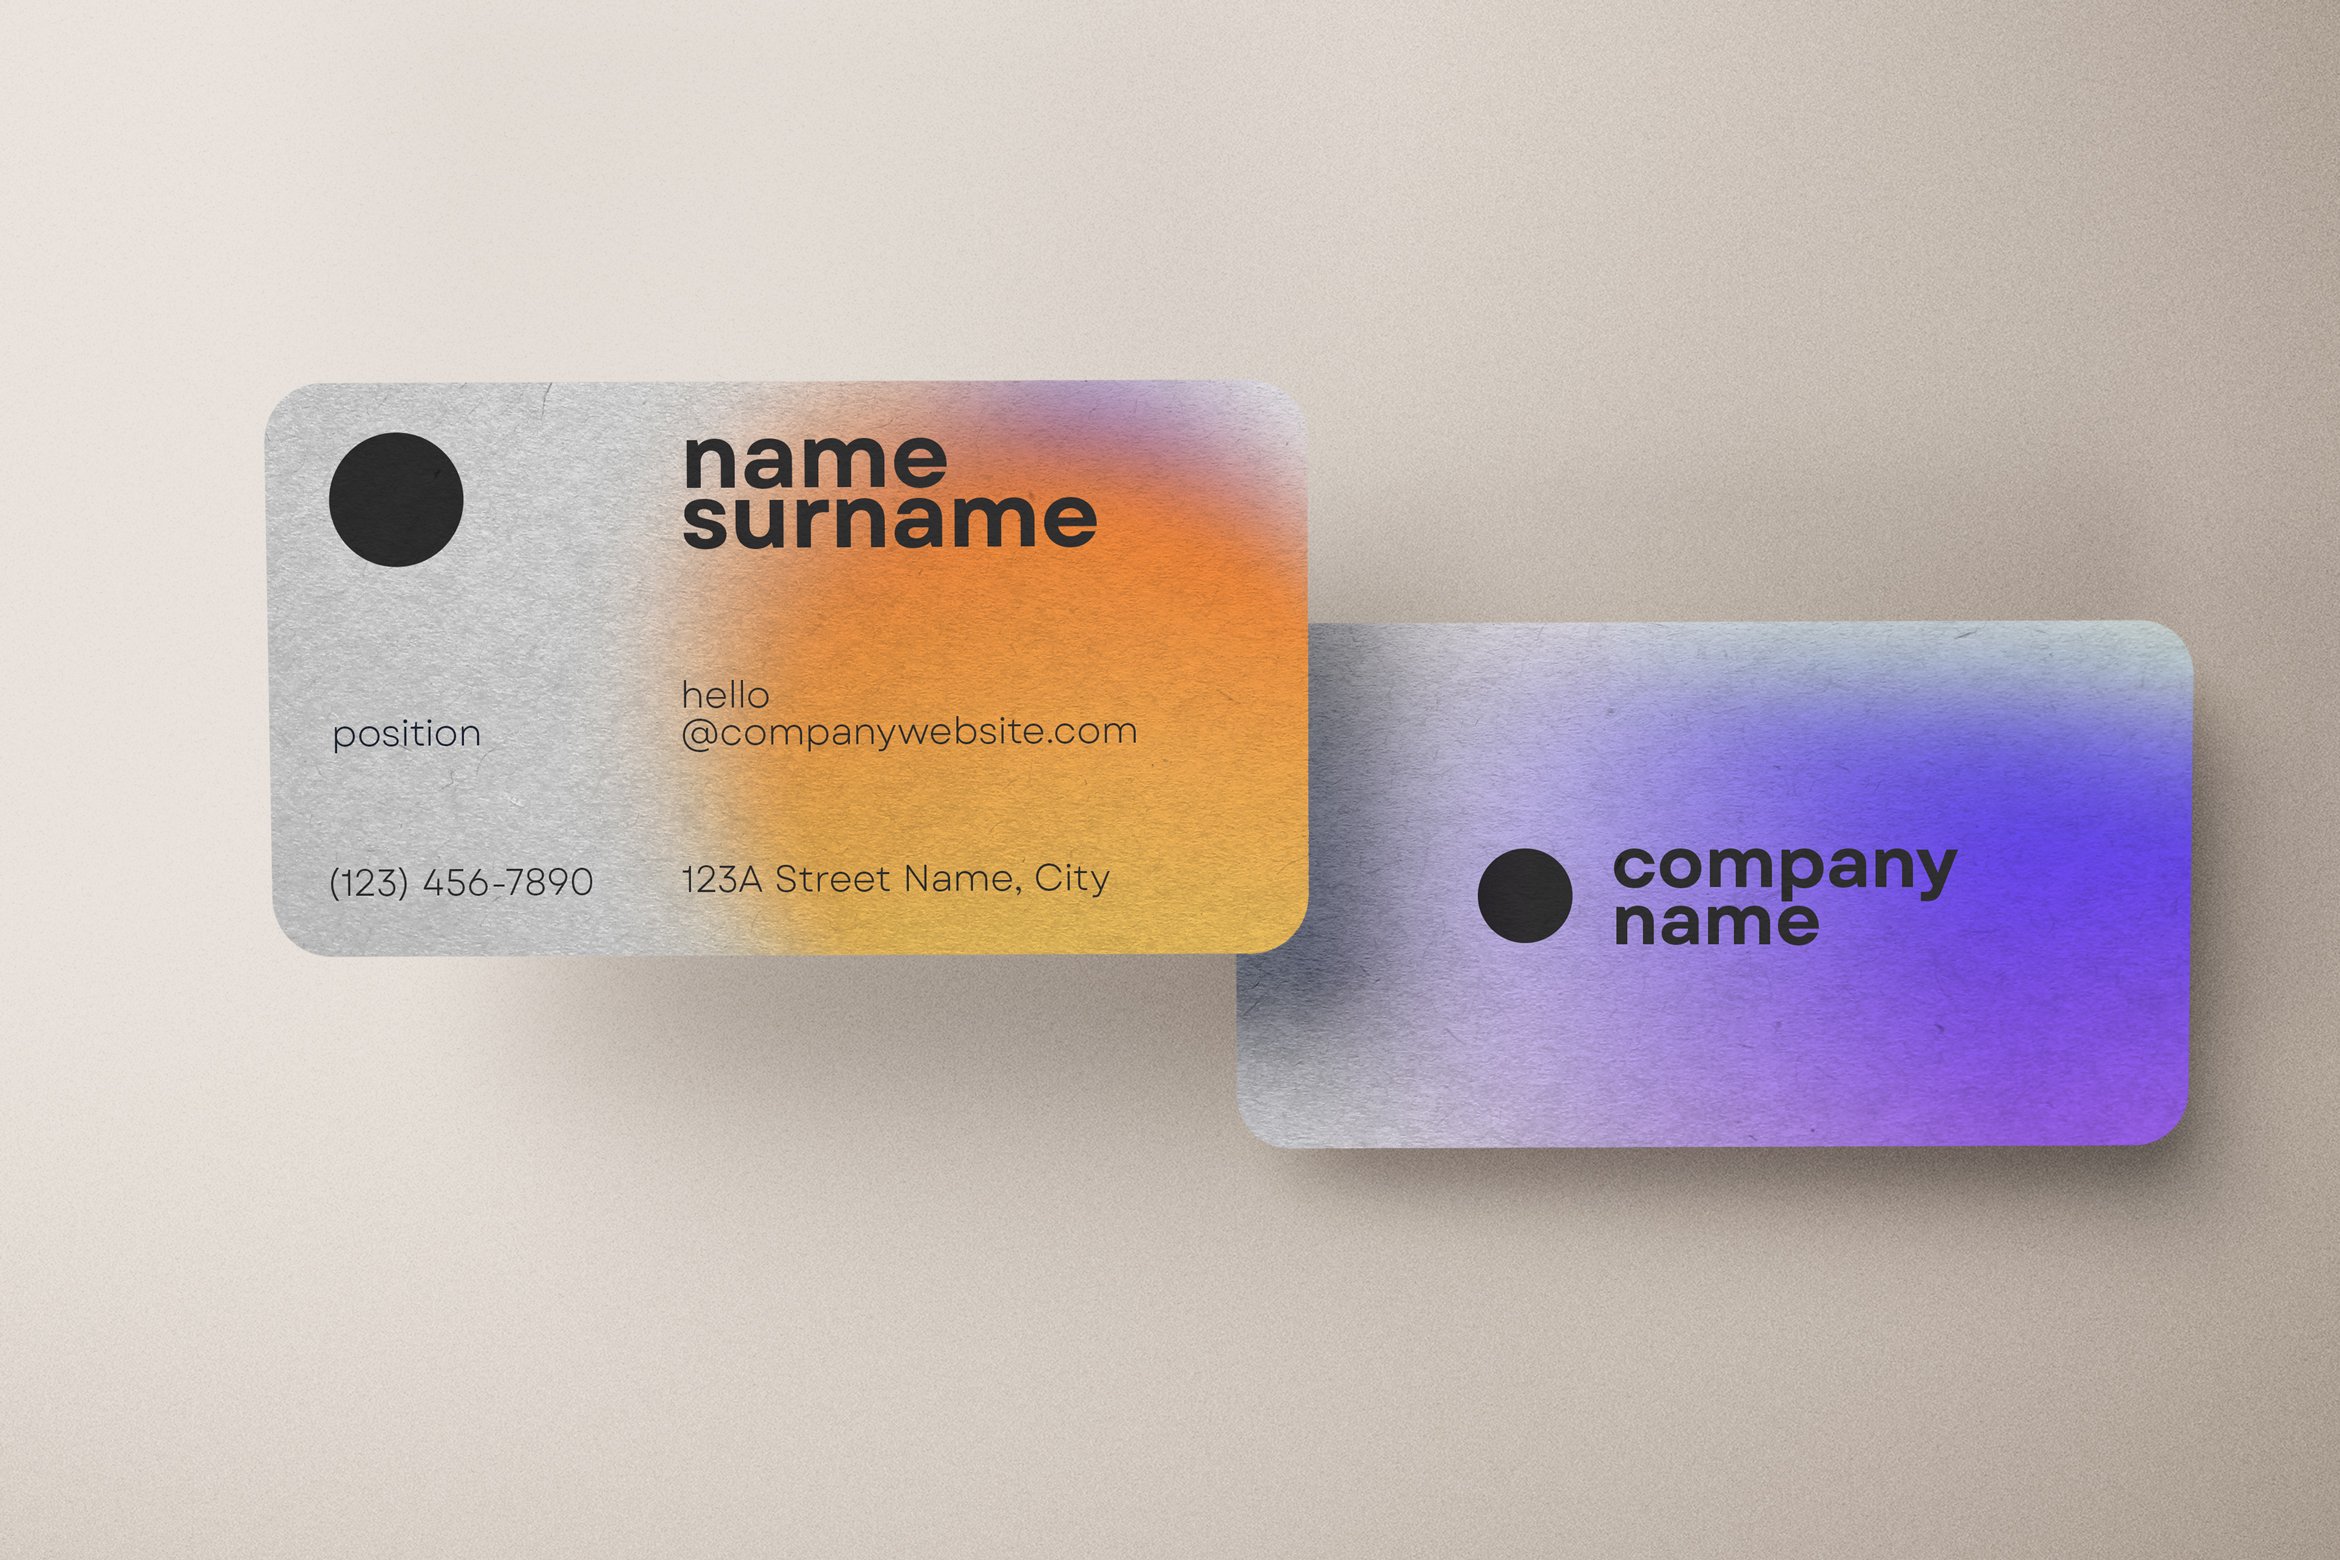 name
surname
position
hello
@companywebsite.com
(123) 456-7890
123A Street Name, City
company
name